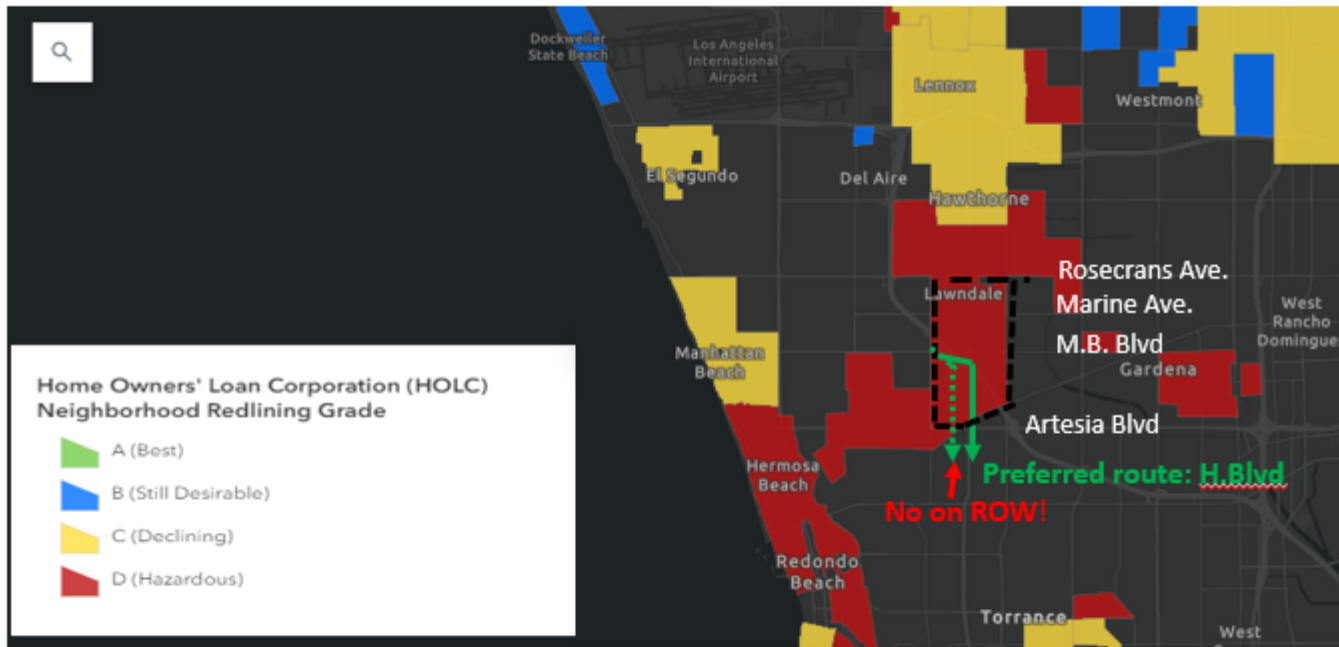 Dockweiler
State Beach
Los Angeles
International
Airport
Lennox
Westmont
El Segundo
Del Aire
Hawthorne
Rosecrans Ave.
Lawndale
Marine Ave.
West
Rancho
Domingue
M.B. Blvd
Manhattan
Beach
Gardena
Home Owners' Loan Corporation (HOLC)
Neighborhood Redlining Grade
A (Best)
B (Still Desirable)
C (Declining)
D (Hazardous)
Artesia Blvd
Hermosa
Beach
Preferred route: H.Blvd
No on ROW!
Redondo
Beach
Torrance
West